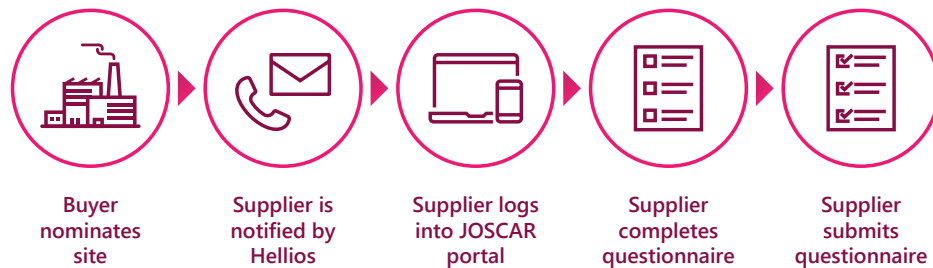 Buyer
nominates
site
Supplier is
notified by
Hellios
Supplier logs
into JOSCAR
portal
Supplier
completes
questionnaire
Supplier
submits
questionnaire